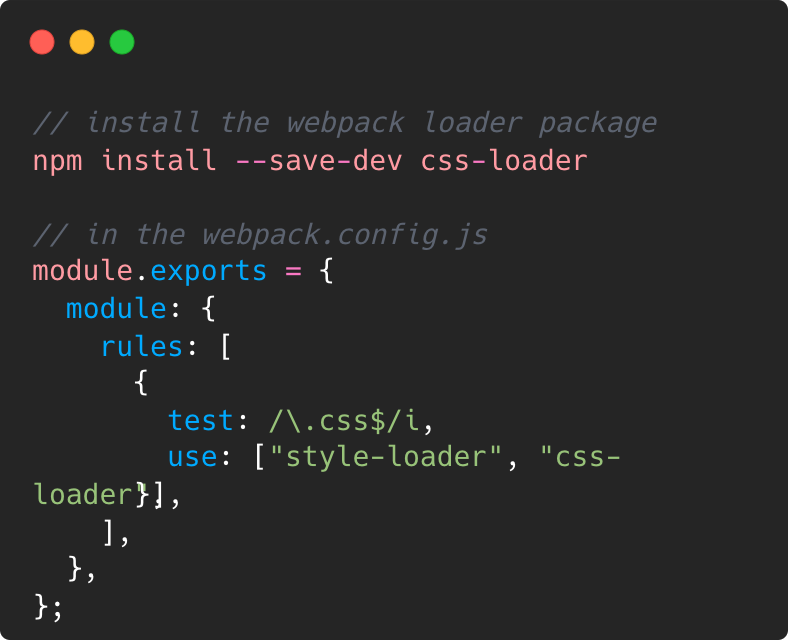 // install the webpack loader package
npm install --save-dev css-loader
// in the webpack.config.js
module.exports = {
  module: {
    rules: [
      {
        test: /\.css$/i,
        use: ["style-loader", "css-
loader"],
      },
    ],
  },
};